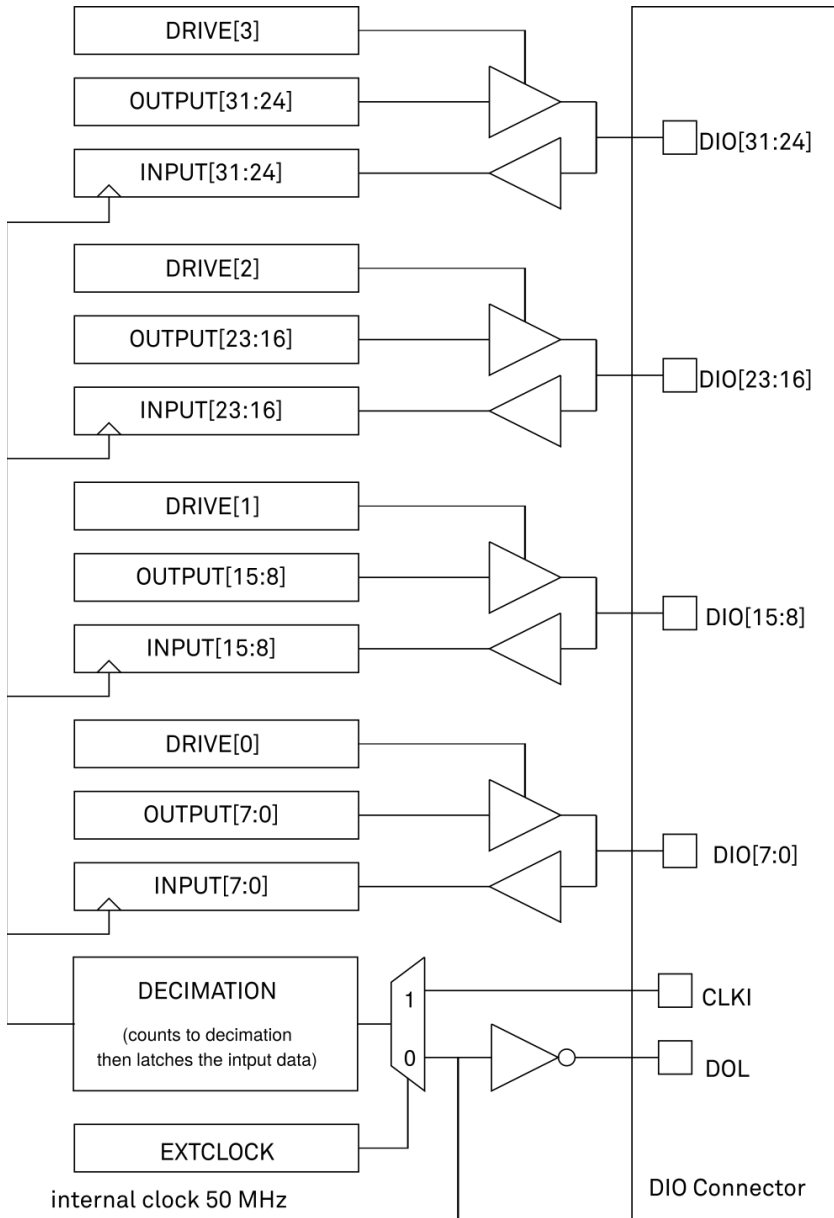 DRIVE[3]
OUTPUT[31:24]
INPUT[31:24]
DIO[31:24]
DRIVE[2]
OUTPUT[23:16]
INPUT[23:16]
DIO[23:16]
DRIVE[1]
OUTPUT[15:8]
INPUT[15:8]
DIO[15:8]
DRIVE[0]
OUTPUT[7:0]
INPUT[7:0]
DIO[7:0]
DECIMATION
(counts to decimation
then latches the intput data)
1
0
CLKI
DOL
EXTCLOCK
internal clock 50 MHz
DIO Connector